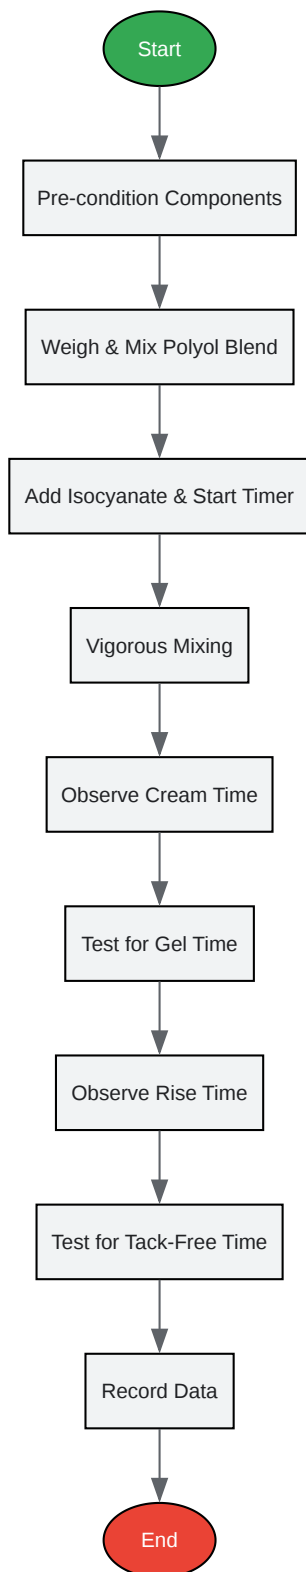 Start
Pre-condition Components
Weigh & Mix Polyol Blend
Add Isocyanate & Start Timer
Vigorous Mixing
Observe Cream Time
Test for Gel Time
Observe Rise Time
Test for Tack-Free Time
Record Data
End